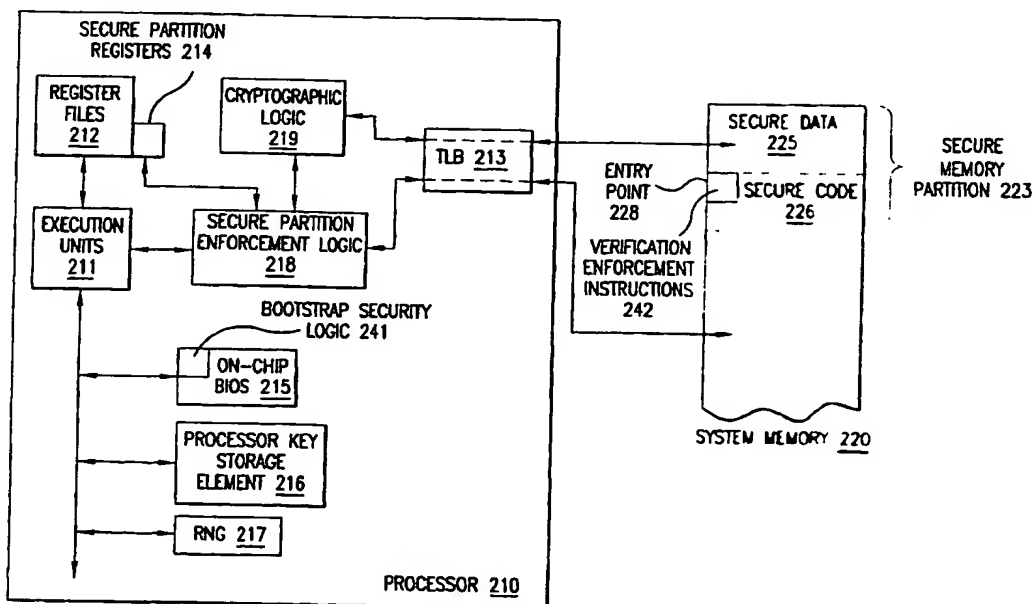 SECURE PARTITION
REGISTERS 214
REGISTER
FILES
212
CRYPTOGRAPHIC
LOGIC
219
TLB 213
EXECUTION
UNITS
211
SECURE PARTITION
ENFORCEMENT LOGIC
218
BOOTSTRAP SECURITY
LOGIC 241
ON-CHIP
BIOS 215
PROCESSOR KEY
STORAGE
ELEMENT 216
RNG 217
PROCESSOR 210
SECURE DATA
225
ENTRY
POINT
228
SECURE CODE
226
VERIFICATION
ENFORCEMENT
INSTRUCTIONS
242
SECURE
MEMORY
PARTITION 223
SYSTEM MEMORY 220